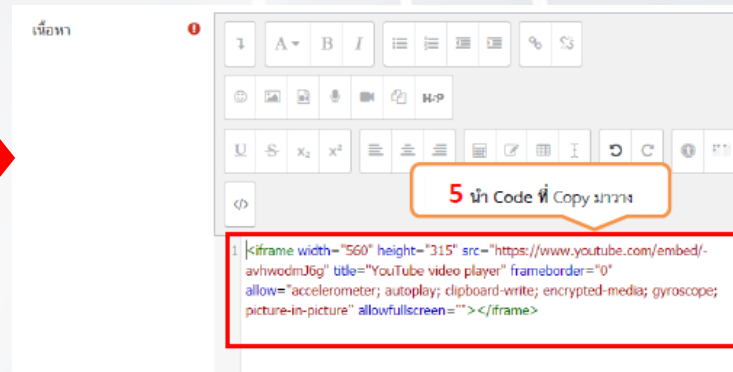 เนื้อหา
A B I
H-P
U S X₂ X²
</>
5 นำ Code ที่ Copy มาวาง
1 <iframe width="560" height="315" src="https://www.youtube.com/embed/-
avhwodmJ6g" title="YouTube video player" frameborder="0"
allow="accelerometer; autoplay; clipboard-write; encrypted-media; gyroscope;
picture-in-picture" allowfullscreen=""></iframe>